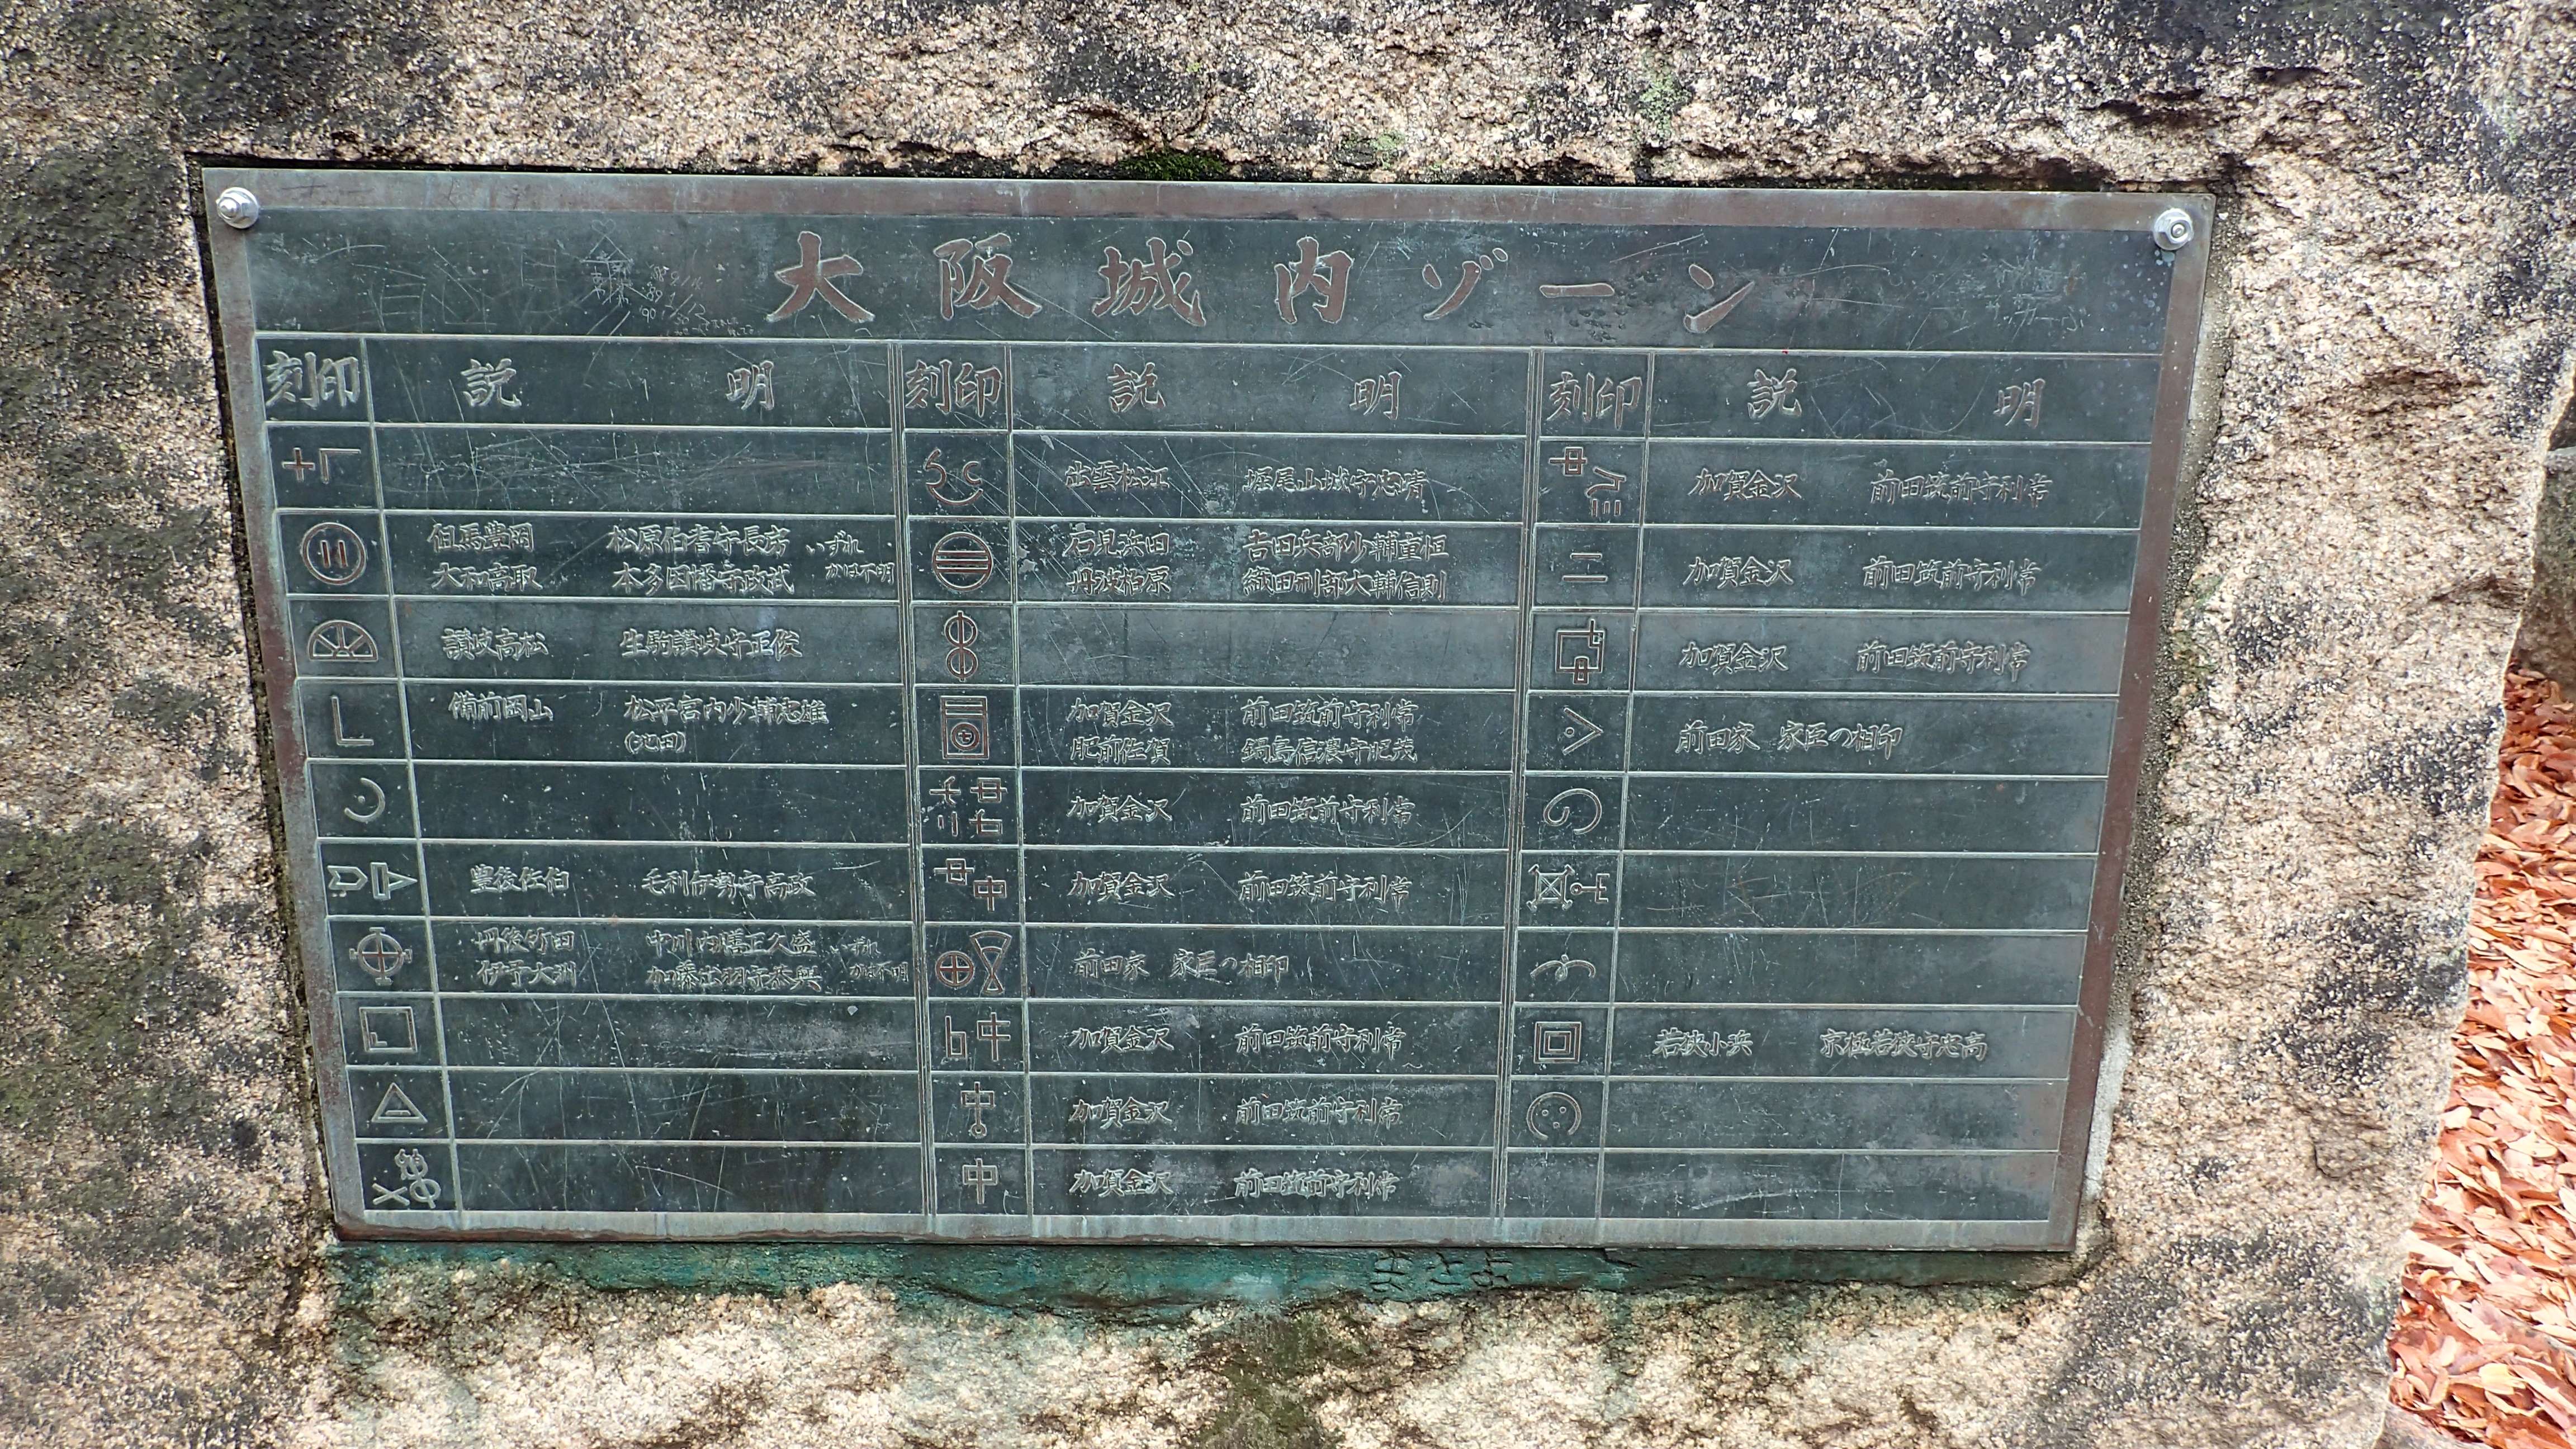 大阪城内ゾーン
刻印 説明 刻印 説明 刻印 説明
出雲松江 堀尾山城守忠晴
加賀金沢 前田筑前守利常
但馬豊岡 松原伯耆守長房 いずれ
大和高取 本多因幡守政武 かは不明
石見浜田 古田兵部少輔重恒
丹波柏原 織田刑部大輔信則
加賀金沢 前田筑前守利常
讃岐高松 生駒讃岐守正俊
加賀金沢 前田筑前守利常
備前岡山 松平宮内少輔忠雄
(池田)
加賀金沢 前田筑前守利常
肥前佐賀 鍋島信濃守肥茂
前田家 家臣の相印
加賀金沢 前田筑前守利常
豊後佐伯 毛利伊勢守高政
加賀金沢 前田筑前守利常
中中
丹後竹田 中川内膳正久盛 いずれ
伊予大洲 加藤出羽守泰興 かは不明
前田家 家臣の相印
加賀金沢 前田筑前守利常
若狭小浜 京極若狭守忠高
加賀金沢 前田筑前守利常
中 加賀金沢 前田筑前守利常